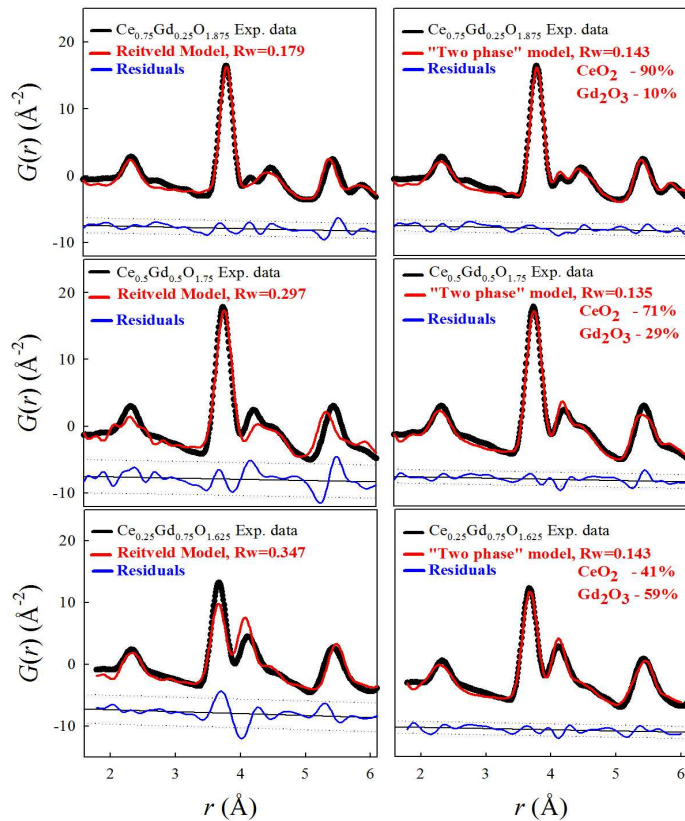 Ce0.75Gd0.25O1.875 Exp. data
Reitveld Model, Rw=0.179
Residuals
20
10
0
-10
G(r) (Å-2)
Ce0.75Gd0.25O1.875 Exp. data
"Two phase" model, Rw=0.143
Residuals
CeO2 - 90%
Gd2O3 - 10%
Ce0.5Gd0.5O1.75 Exp. data
Reitveld Model, Rw=0.297
Residuals
20
10
0
-10
G(r) (Å-2)
Ce0.5Gd0.5O1.75 Exp. data
"Two phase" model, Rw=0.135
Residuals
CeO2 - 71%
Gd2O3 - 29%
Ce0.25Gd0.75O1.625 Exp. data
Reitveld Model, Rw=0.347
Residuals
20
10
0
-10
G(r) (Å-2)
Ce0.25Gd0.75O1.625 Exp. data
"Two phase" model, Rw=0.143
Residuals
CeO2 - 41%
Gd2O3 - 59%
2 3 4 5 6
2 3 4 5 6
r (Å)
r (Å)